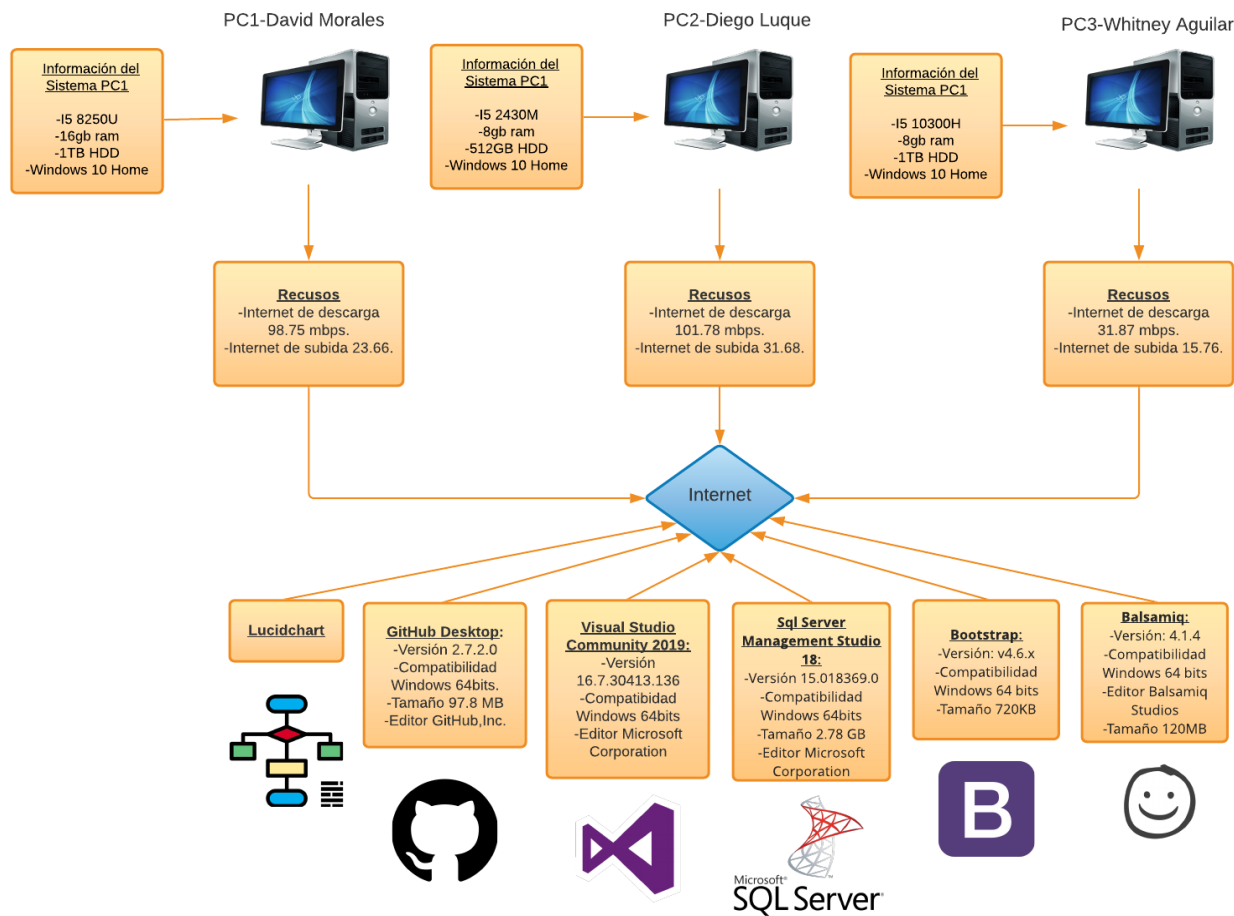 PC1-David Morales
PC2-Diego Luque
PC3-Whitney Aguilar
Información del
Sistema PC1
-I5 8250U
-16gb ram
-1TB HDD
-Windows 10 Home
Información del
Sistema PC1
-I5 2430M
-8gb ram
-512GB HDD
-Windows 10 Home
Información del
Sistema PC1
-I5 10300H
-8gb ram
-1TB HDD
-Windows 10 Home
Recusos
-Internet de descarga
98.75 mbps.
-Internet de subida 23.66.
Recusos
-Internet de descarga
101.78 mbps.
-Internet de subida 31.68.
Recusos
-Internet de descarga
31.87 mbps.
-Internet de subida 15.76.
Internet
Lucidchart
GitHub Desktop:
-Versión 2.7.2.0
-Compatibilidad
Windows 64bits.
-Tamaño 97.8 MB
-Editor GitHub,Inc.
Visual Studio
Community 2019:
-Versión
16.7.30413.136
-Compatibidad
Windows 64bits
-Editor Microsoft
Corporation
Sql Server
Management Studio
18:
-Versión 15.018369.0
-Compatibilidad
Windows 64bits
-Tamaño 2.78 GB
-Editor Microsoft
Corporation
Bootstrap:
-Versión: v4.6.x
-Compatibilidad
Windows 64 bits
-Tamaño 720KB
Balsamiq:
-Versión: 4.1.4
-Compatibilidad
Windows 64 bits
-Editor Balsamiq
Studios
-Tamaño 120MB
B
Microsoft®
SQL Server®